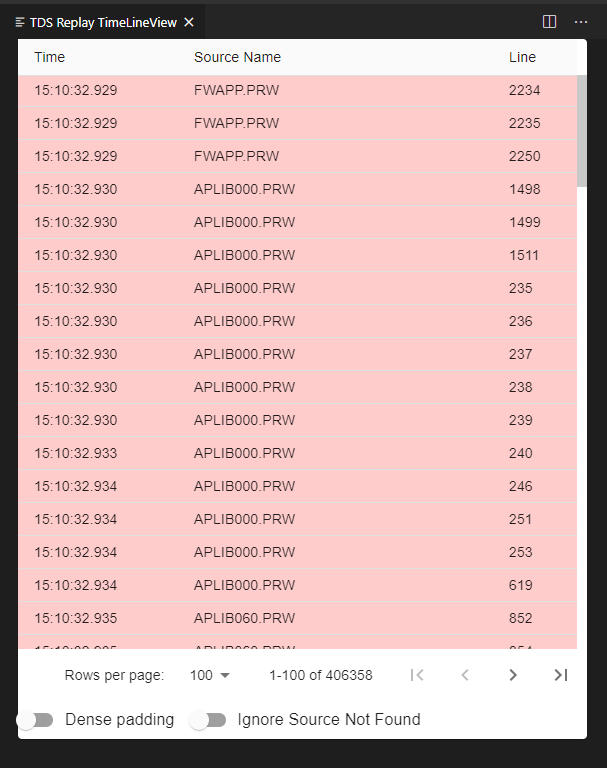 TDS Replay TimeLineView
Time Source Name Line
15:10:32.929 FWAPP.PRW 2234
15:10:32.929 FWAPP.PRW 2235
15:10:32.929 FWAPP.PRW 2250
15:10:32.930 APLIB000.PRW 1498
15:10:32.930 APLIB000.PRW 1499
15:10:32.930 APLIB000.PRW 1511
15:10:32.930 APLIB000.PRW 235
15:10:32.930 APLIB000.PRW 236
15:10:32.930 APLIB000.PRW 237
15:10:32.930 APLIB000.PRW 238
15:10:32.930 APLIB000.PRW 239
15:10:32.933 APLIB000.PRW 240
15:10:32.934 APLIB000.PRW 246
15:10:32.934 APLIB000.PRW 251
15:10:32.934 APLIB000.PRW 253
15:10:32.934 APLIB000.PRW 619
15:10:32.935 APLIB060.PRW 852
Rows per page: 100 1-100 of 406358
Dense padding Ignore Source Not Found